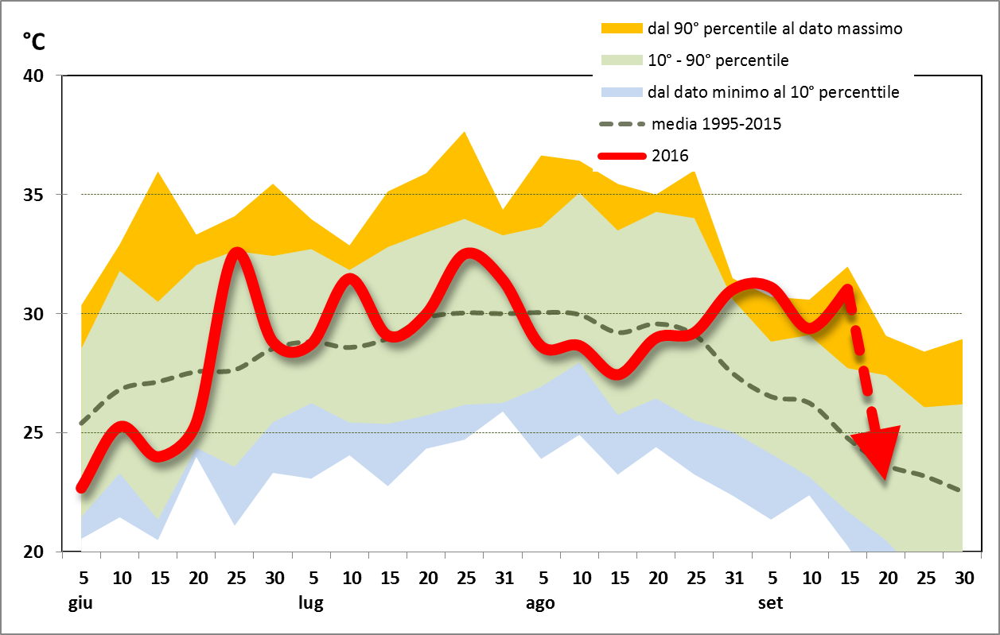 dal 90° percentile al dato massimo
°C
10° - 90° percentile
40
dal dato minimo al 10° percenttile
media 1995-2015
2016
35
30
25
20
5 10 15 20 25 30 5 10 15 20 25 31 5 10 15 20 25 31 5 10 15 20 25 30
giu lug ago set